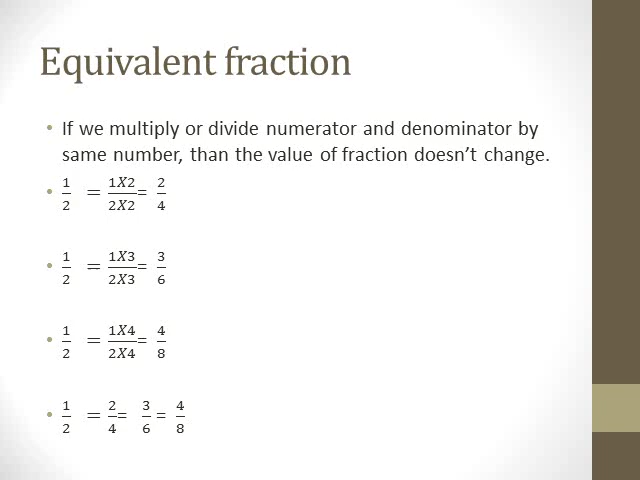 Equivalent fraction
• If we multiply or divide numerator and denominator by
same number, than the value of fraction doesn’t change.
• 1/2 = 1X2/2X2 = 2/4
• 1/2 = 1X3/2X3 = 3/6
• 1/2 = 1X4/2X4 = 4/8
• 1/2 = 2/4 = 3/6 = 4/8